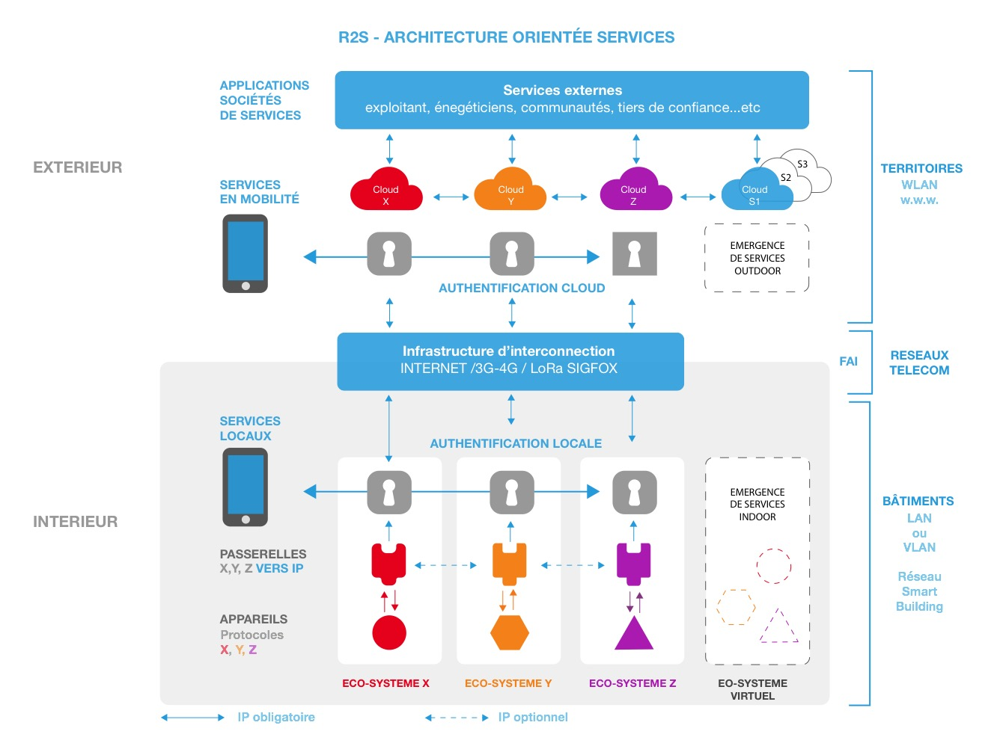 R2S - ARCHITECTURE ORIENTÉE SERVICES
APPLICATIONS
SOCIÉTÉS
DE SERVICES
Services externes
exploitant, énegéticiens, communautés, tiers de confiance...etc
EXTERIEUR
SERVICES
EN MOBILITÉ
Cloud
X
Cloud
Y
Cloud
Z
Cloud
S1
S2
S3
TERRITOIRES
WLAN
w.w.w.
EMERGENCE
DE SERVICES
OUTDOOR
AUTHENTIFICATION CLOUD
Infrastructure d'interconnection
INTERNET /3G-4G / LoRa SIGFOX
FAI
RESEAUX
TELECOM
SERVICES
LOCAUX
AUTHENTIFICATION LOCALE
INTERIEUR
EMERGENCE
DE SERVICES
INDOOR
BÂTIMENTS
LAN
ou
VLAN
Réseau
Smart
Building
PASSERELLES
X,Y, Z VERS IP
APPAREILS
Protocoles
X, Y, Z
ECO-SYSTEME X
ECO-SYSTEME Y
ECO-SYSTEME Z
EO-SYSTEME
VIRTUEL
IP obligatoire
IP optionnel